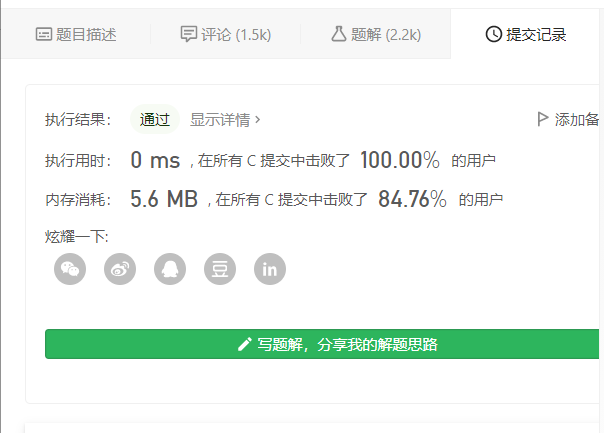 题目描述 评论 (1.5k) 题解 (2.2k) 提交记录
执行结果： 通过 显示详情 › 添加备
执行用时： 0 ms , 在所有 C 提交中击败了 100.00% 的用户
内存消耗： 5.6 MB , 在所有 C 提交中击败了 84.76% 的用户
炫耀一下:
豆 in
写题解，分享我的解题思路